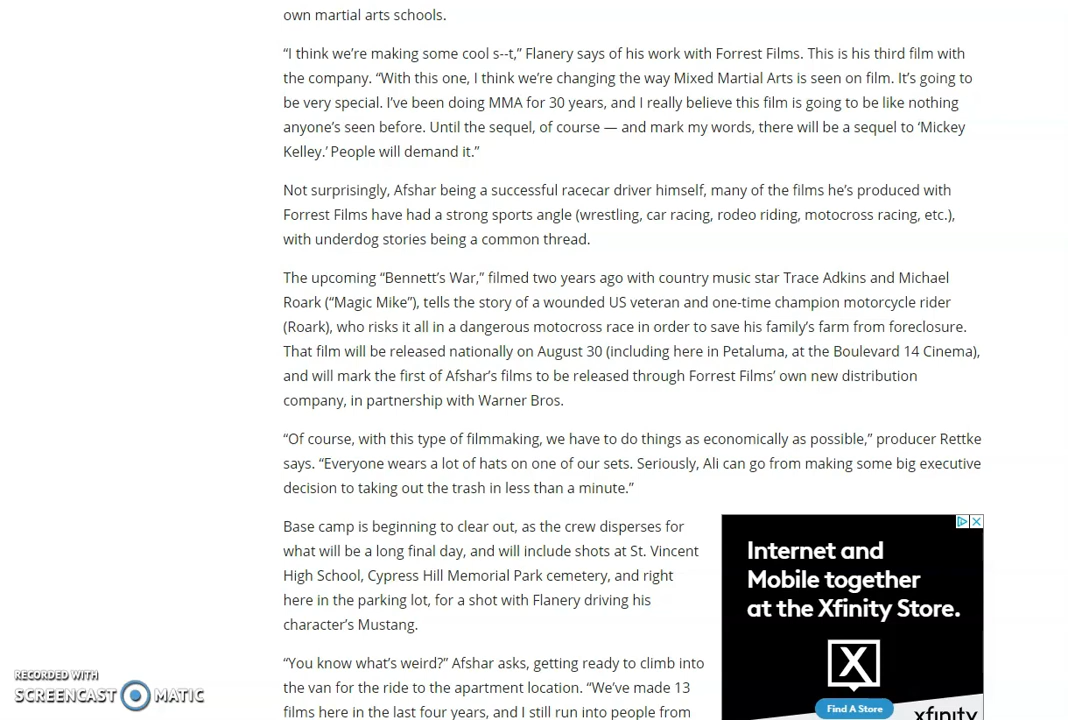 own martial arts schools.
“I think we’re making some cool s--t,” Flanery says of his work with Forrest Films. This is his third film with
the company. “With this one, I think we’re changing the way Mixed Martial Arts is seen on film. It’s going to
be very special. I’ve been doing MMA for 30 years, and I really believe this film is going to be like nothing
anyone’s seen before. Until the sequel, of course — and mark my words, there will be a sequel to ‘Mickey
Kelley.’ People will demand it.”
Not surprisingly, Afshar being a successful racecar driver himself, many of the films he’s produced with
Forrest Films have had a strong sports angle (wrestling, car racing, rodeo riding, motocross racing, etc.),
with underdog stories being a common thread.
The upcoming “Bennett’s War,” filmed two years ago with country music star Trace Adkins and Michael
Roark (“Magic Mike”), tells the story of a wounded US veteran and one-time champion motorcycle rider
(Roark), who risks it all in a dangerous motocross race in order to save his family’s farm from foreclosure.
That film will be released nationally on August 30 (including here in Petaluma, at the Boulevard 14 Cinema),
and will mark the first of Afshar’s films to be released through Forrest Films’ own new distribution
company, in partnership with Warner Bros.
“Of course, with this type of filmmaking, we have to do things as economically as possible,” producer Rettke
says. “Everyone wears a lot of hats on one of our sets. Seriously, Ali can go from making some big executive
decision to taking out the trash in less than a minute.”
Base camp is beginning to clear out, as the crew disperses for
what will be a long final day, and will include shots at St. Vincent
High School, Cypress Hill Memorial Park cemetery, and right
here in the parking lot, for a shot with Flanery driving his
character’s Mustang.
“You know what’s weird?” Afshar asks, getting ready to climb into
the van for the ride to the apartment location. “We’ve made 13
films here in the last four years, and I still run into people from
Internet and
Mobile together
at the Xfinity Store.
X
Find A Store
xfinity
RECORDED WITH
SCREENCAST MATIC